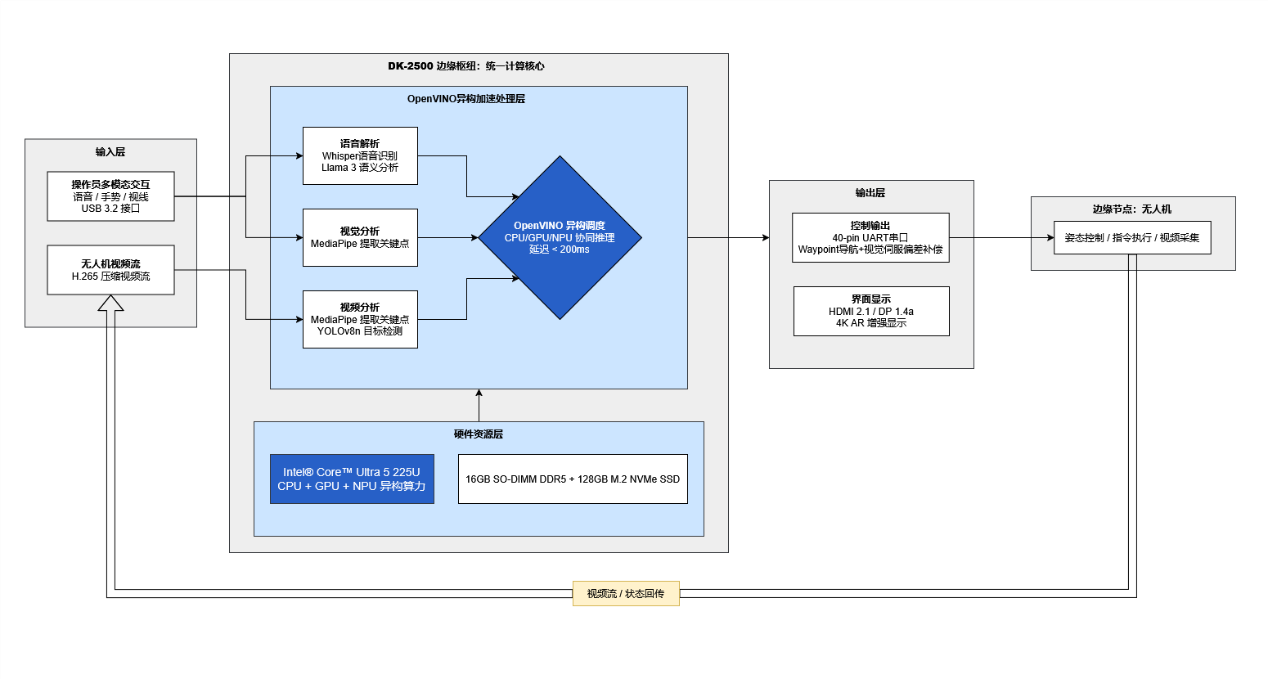 DK-2500 边缘枢纽：统一计算核心
OpenVINO异构加速处理层
输入层
操作员多模态交互
语音 / 手势 / 视线
USB 3.2 接口
无人机视频流
H.265 压缩视频流
语音解析
Whisper语音识别
Llama 3 语义分析
视觉分析
MediaPipe 提取关键点
视频分析
MediaPipe 提取关键点
YOLOv8n 目标检测
OpenVINO 异构调度
CPU/GPU/NPU 协同推理
延迟 < 200ms
硬件资源层
Intel® Core™ Ultra 5 225U
CPU + GPU + NPU 异构算力
16GB SO-DIMM DDR5 + 128GB M.2 NVMe SSD
输出层
控制输出
40-pin UART串口
Waypoint导航+视觉伺服偏差补偿
界面显示
HDMI 2.1 / DP 1.4a
4K AR 增强显示
边缘节点：无人机
姿态控制 / 指令执行 / 视频采集
视频流 / 状态回传